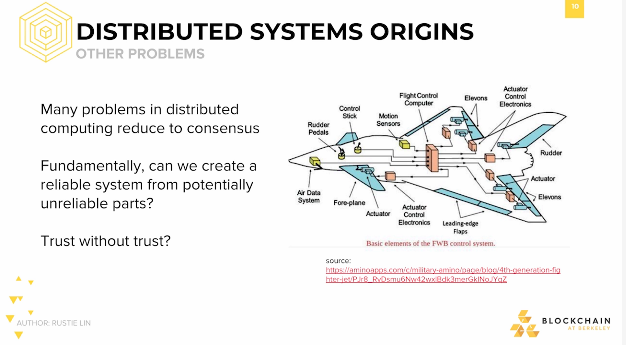 10
DISTRIBUTED SYSTEMS ORIGINS
OTHER PROBLEMS
Many problems in distributed
computing reduce to consensus
Fundamentally, can we create a
reliable system from potentially
unreliable parts?
Trust without trust?
Flight Control
Computer
Elevons
Actuator
Control
Electronics
Control
Stick
Motion
Sensors
Rudder
Pedals
Rudder
Actuator
Elevons
Air Data
System
Fore-plane
Actuator
Actuator
Control
Electronics
Leading-edge
Flaps
Basic elements of the FWB control system.
source:
https://aminoapps.com/c/military-amino/page/blog/4th-generation-fig
AUTHOR: RUSTIE LIN
BLOCKCHAIN
AT BERKELEY